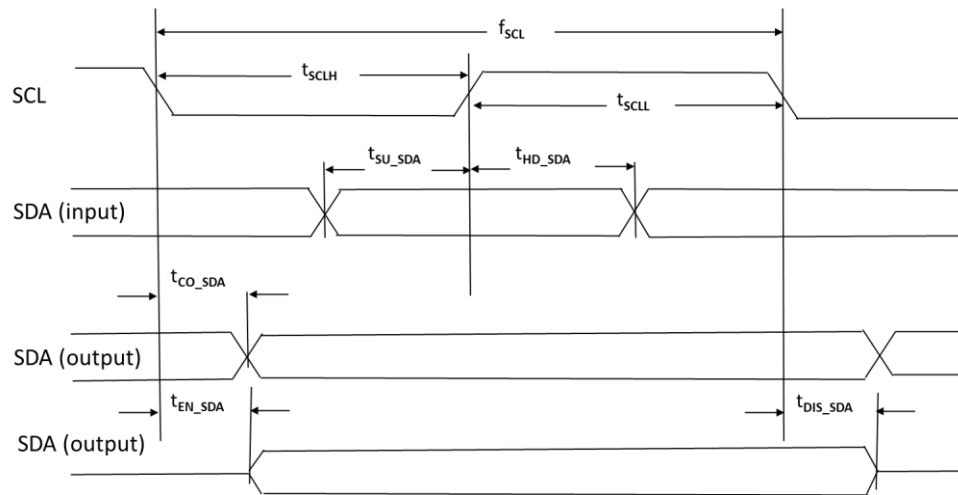 fSCL
tSCLH
SCL
tSCLL
tSU_SDA tHD_SDA
SDA (input)
tCO_SDA
SDA (output)
tEN_SDA tDIS_SDA
SDA (output)